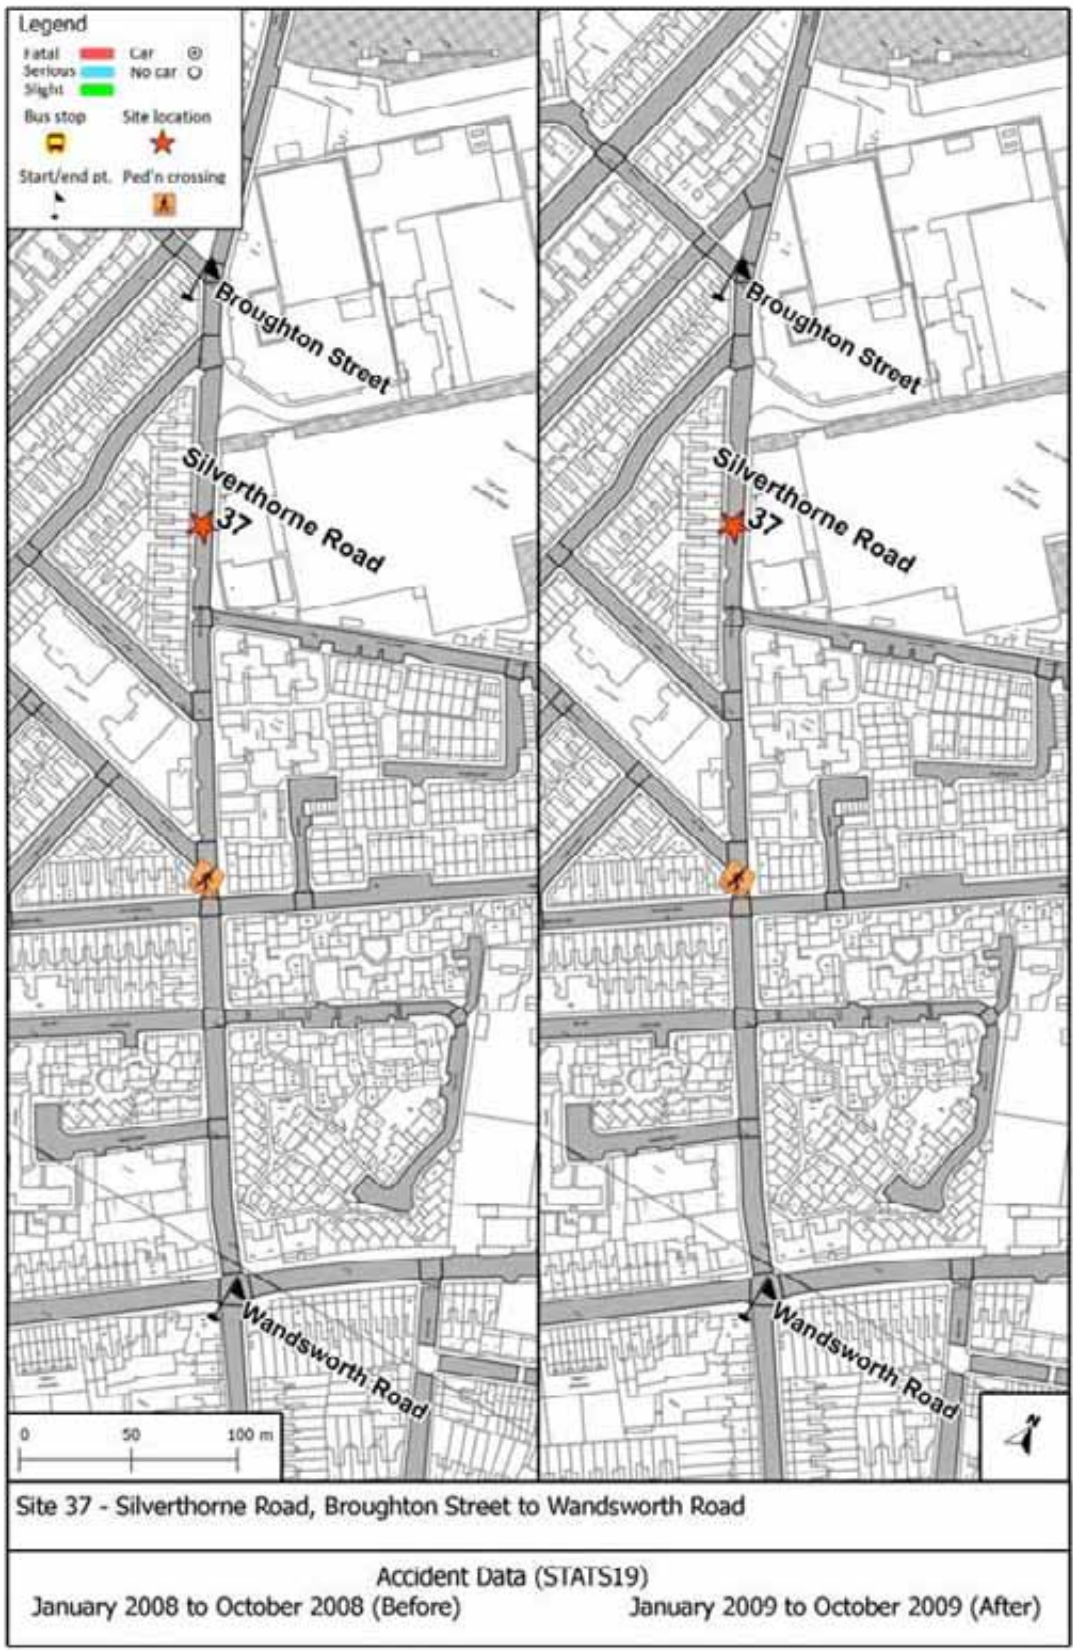 Legend
Fatal Car
Serious No car
Slight
Bus stop Site location
Start/end pt. Ped'n crossing
Broughton Street
Silverthorne Road
37
Wandsworth Road
0 50 100 m
Broughton Street
Silverthorne Road
37
Wandsworth Road
N
Site 37 - Silverthorne Road, Broughton Street to Wandsworth Road
Accident Data (STATS19)
January 2008 to October 2008 (Before) January 2009 to October 2009 (After)